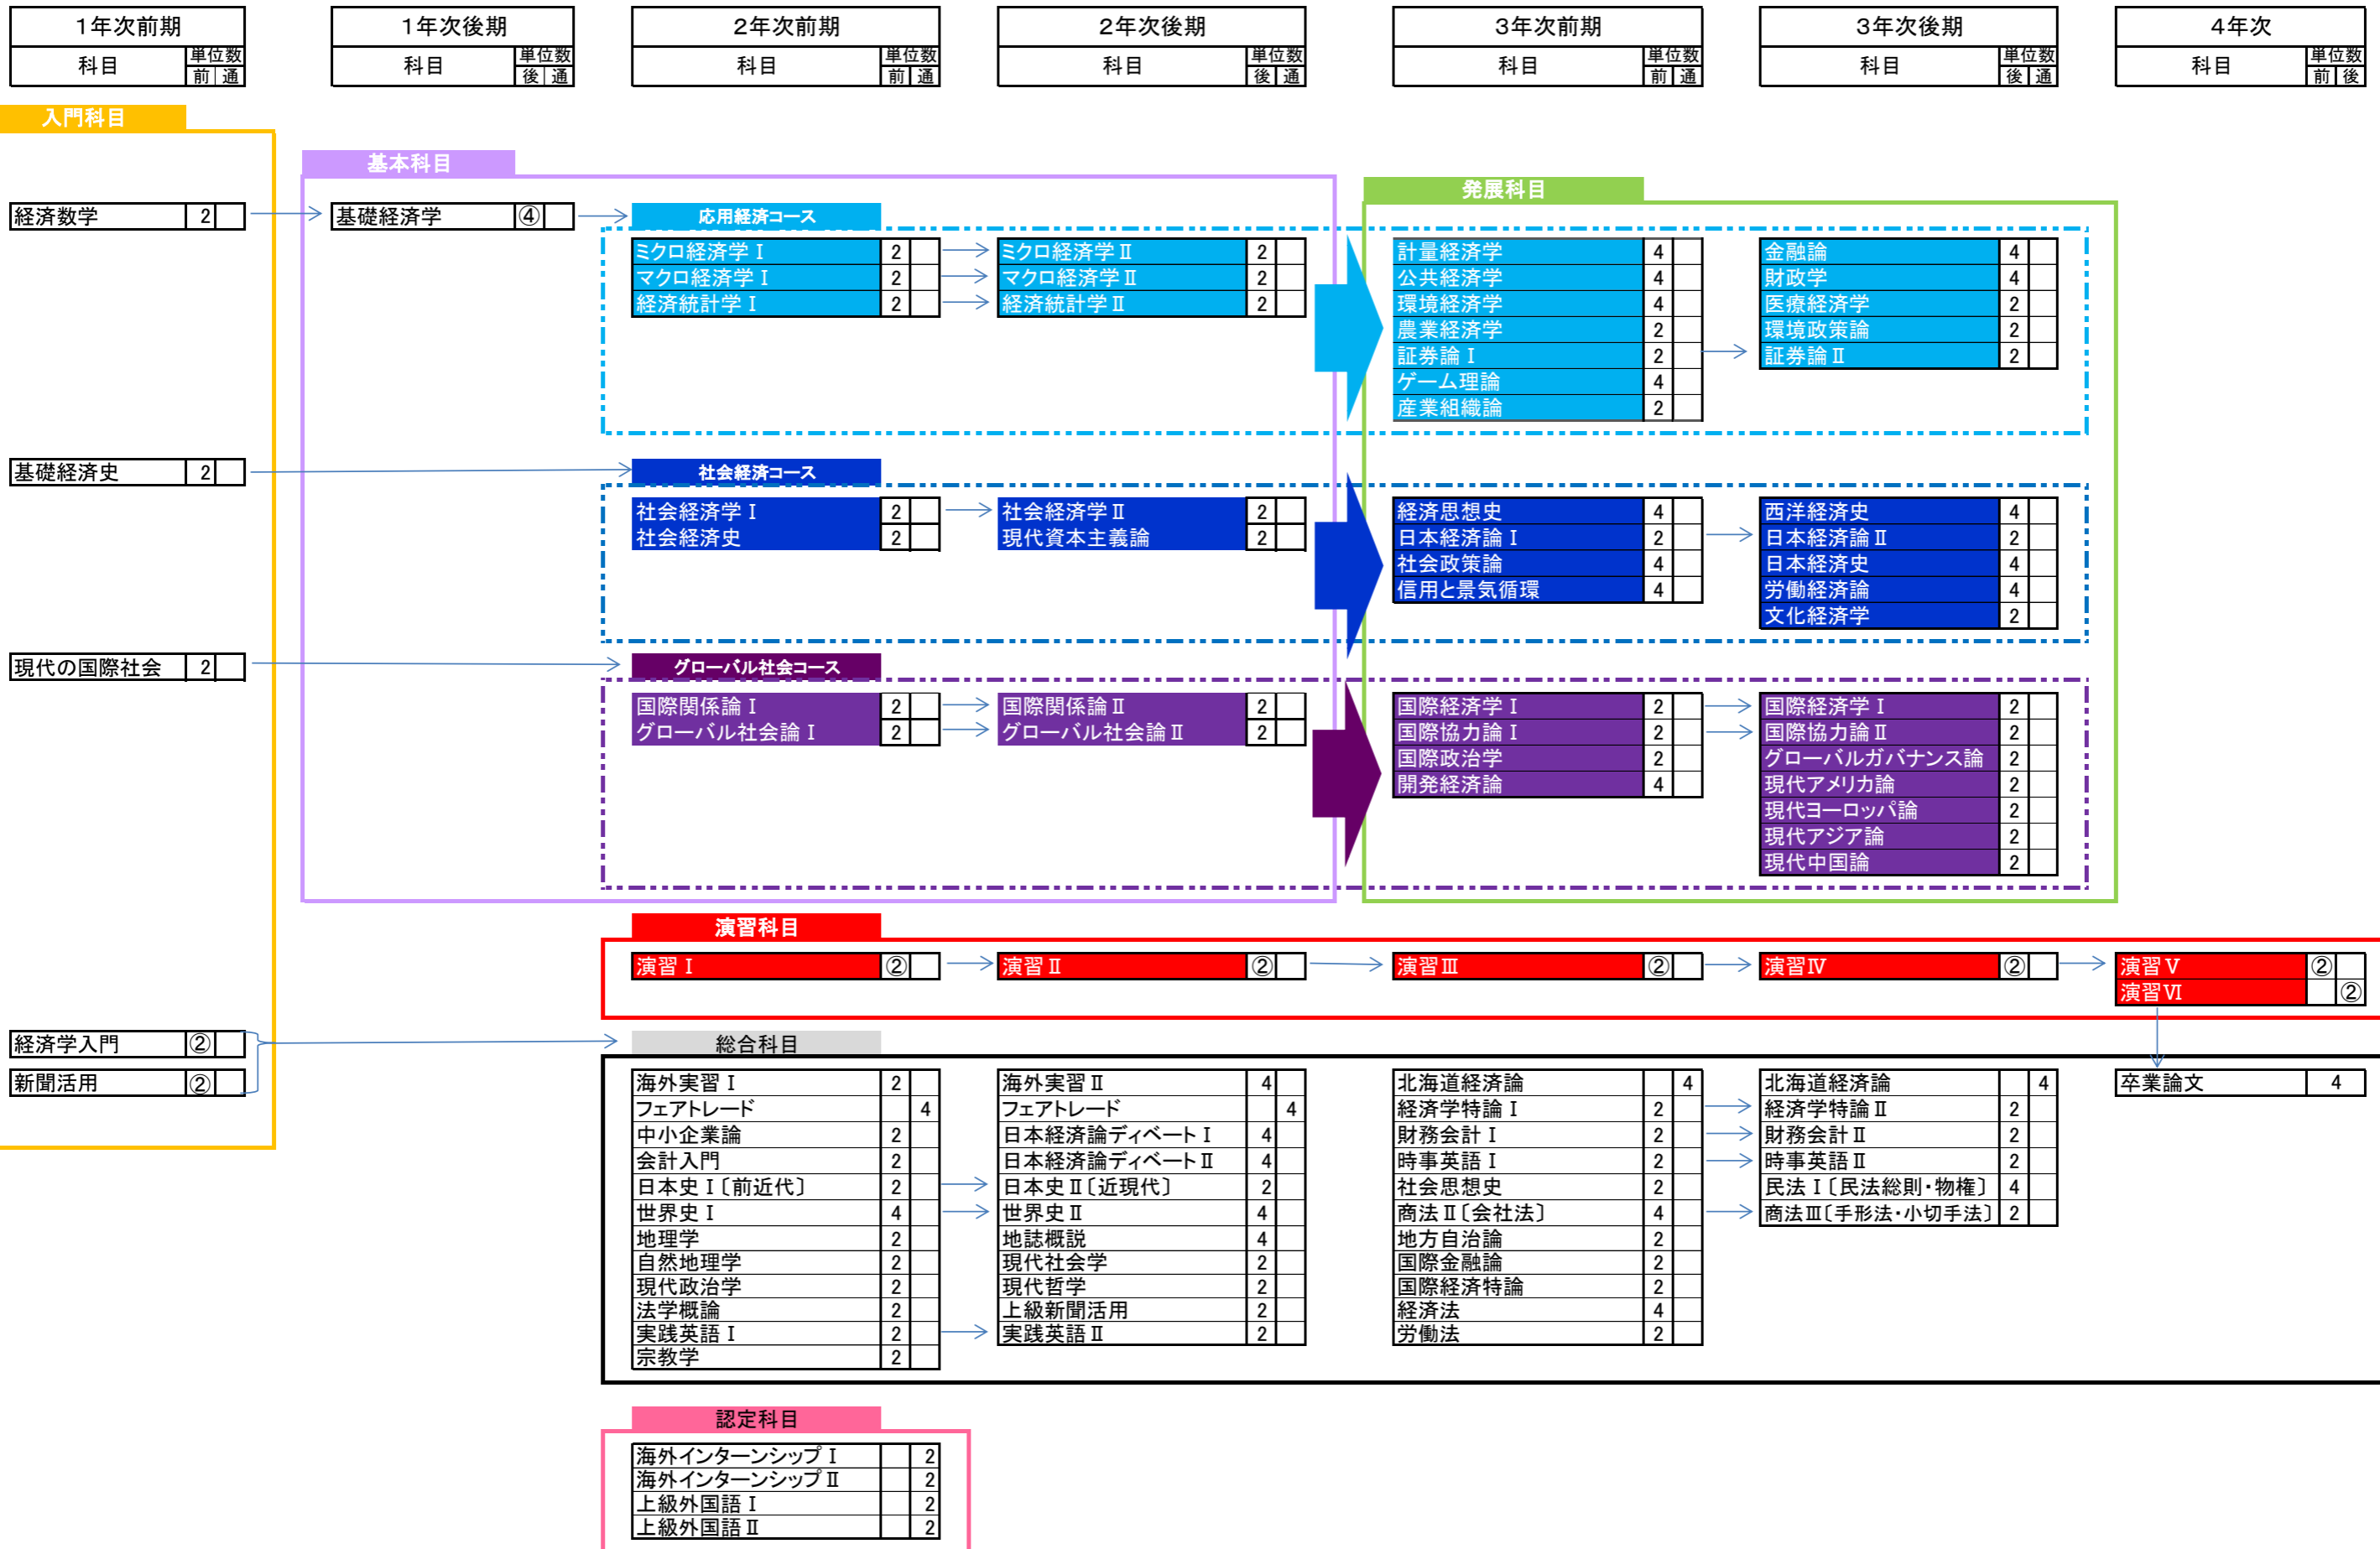 1年次前期 1年次後期 2年次前期 2年次後期 3年次前期 3年次後期 4年次
科目 単位数 科目 単位数 科目 単位数 科目 単位数 科目 単位数 科目 単位数 科目 単位数
前 通 後 通 前 通 後 通 前 通 後 通 前 後
入門科目
基本科目
発展科目
経済数学 2 基礎経済学 ④ 応用経済コース
ミクロ経済学Ⅰ 2 ミクロ経済学Ⅱ 2 計量経済学 4 金融論 4
マクロ経済学Ⅰ 2 マクロ経済学Ⅱ 2 公共経済学 4 財政学 4
経済統計学Ⅰ 2 経済統計学Ⅱ 2 環境経済学 4 医療経済学 2
農業経済学 2 環境政策論 2
証券論Ⅰ 2 証券論Ⅱ 2
ゲーム理論 4
産業組織論 2
基礎経済史 2 社会経済コース
社会経済学Ⅰ 2 社会経済学Ⅱ 2 経済思想史 4 西洋経済史 4
社会経済史 2 現代資本主義論 2 日本経済論Ⅰ 2 日本経済論Ⅱ 2
社会政策論 4 日本経済史 4
信用と景気循環 4 労働経済論 4
文化経済学 2
現代の国際社会 2 グローバル社会コース
国際関係論Ⅰ 2 国際関係論Ⅱ 2 国際経済学Ⅰ 2 国際経済学Ⅰ 2
グローバル社会論Ⅰ 2 グローバル社会論Ⅱ 2 国際協力論Ⅰ 2 国際協力論Ⅱ 2
国際政治学 2 グローバルガバナンス論 2
開発経済論 4 現代アメリカ論 2
現代ヨーロッパ論 2
現代アジア論 2
現代中国論 2
演習科目
演習Ⅰ ② 演習Ⅱ ② 演習Ⅲ ② 演習Ⅳ ② 演習Ⅴ ②
演習Ⅵ ②
経済学入門 ② 総合科目
新聞活用 ② 海外実習Ⅰ 2 海外実習Ⅱ 4 北海道経済論 4 北海道経済論 4 卒業論文 4
フェアトレード 4 フェアトレード 4 経済学特論Ⅰ 2 経済学特論Ⅱ 2
中小企業論 2 日本経済論ディベートⅠ 4 財務会計Ⅰ 2 財務会計Ⅱ 2
会計入門 2 日本経済論ディベートⅡ 4 時事英語Ⅰ 2 時事英語Ⅱ 2
日本史Ⅰ〔前近代〕 2 日本史Ⅱ〔近現代〕 2 社会思想史 2 民法Ⅰ〔民法総則・物権〕 4
世界史Ⅰ 4 世界史Ⅱ 4 商法Ⅱ〔会社法〕 4 商法Ⅲ〔手形法・小切手法〕 2
地理学 2 地誌概説 4 地方自治論 2
自然地理学 2 現代社会学 2 国際金融論 2
現代政治学 2 現代哲学 2 国際経済特論 2
法学概論 2 上級新聞活用 2 経済法 4
実践英語Ⅰ 2 実践英語Ⅱ 2 労働法 2
宗教学 2
認定科目
海外インターンシップⅠ 2
海外インターンシップⅡ 2
上級外国語Ⅰ 2
上級外国語Ⅱ 2